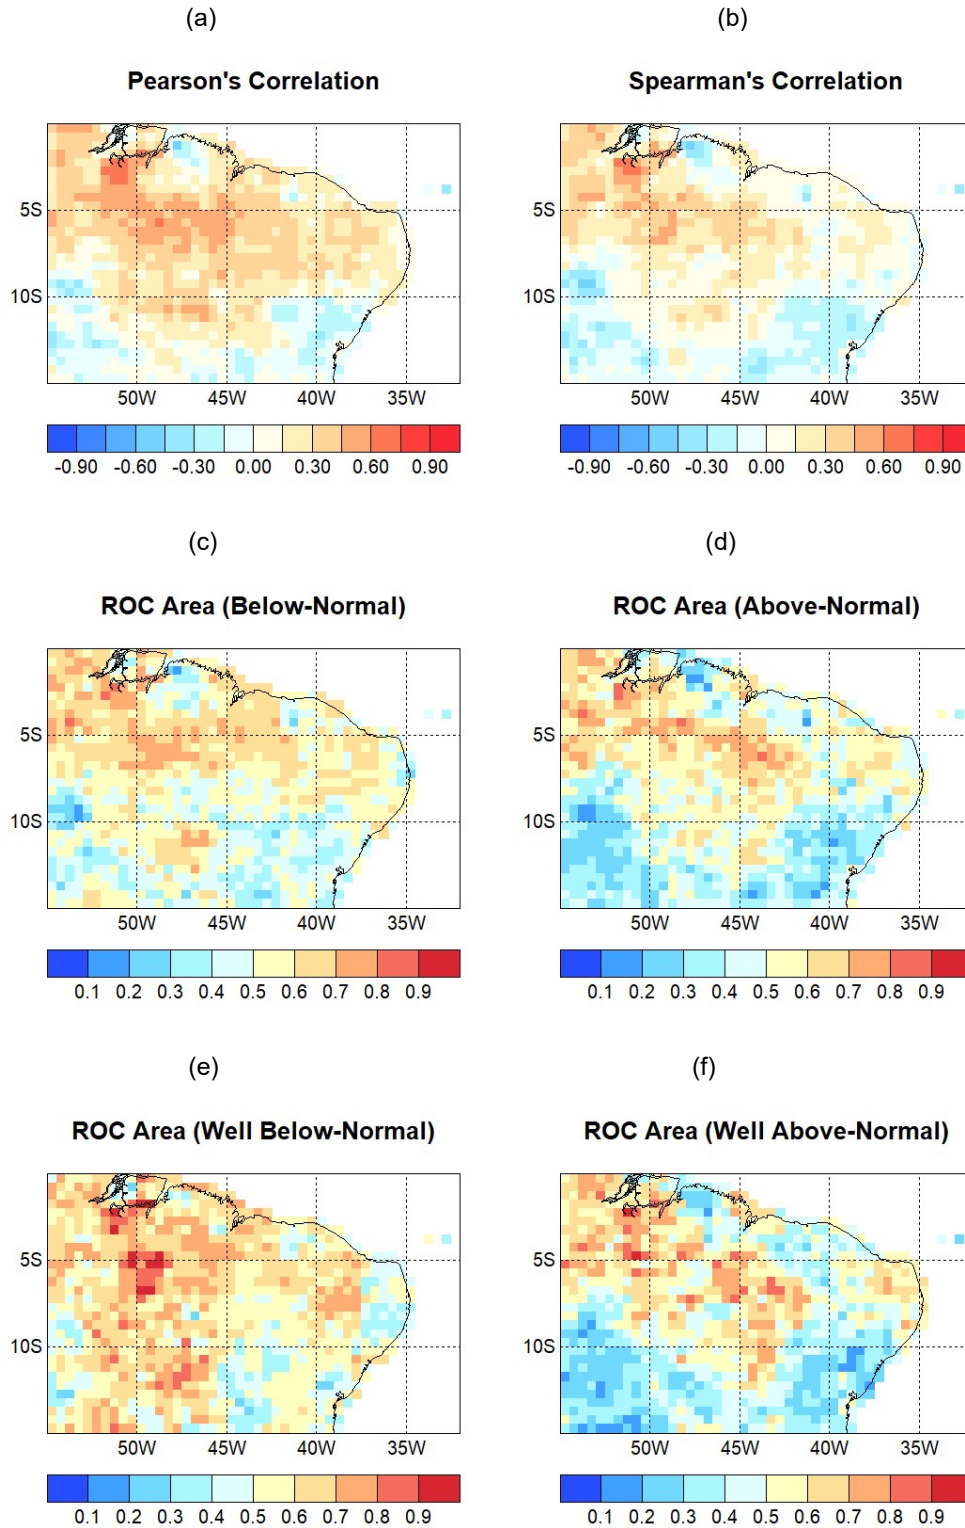 (a) (b)
Pearson's Correlation Spearman's Correlation
5S 5S
10S 10S
50W 45W 40W 35W 50W 45W 40W 35W
-0.90 -0.60 -0.30 0.00 0.30 0.60 0.90 -0.90 -0.60 -0.30 0.00 0.30 0.60 0.90
(c) (d)
ROC Area (Below-Normal) ROC Area (Above-Normal)
5S 5S
10S 10S
50W 45W 40W 35W 50W 45W 40W 35W
0.1 0.2 0.3 0.4 0.5 0.6 0.7 0.8 0.9 0.1 0.2 0.3 0.4 0.5 0.6 0.7 0.8 0.9
(e) (f)
ROC Area (Well Below-Normal) ROC Area (Well Above-Normal)
5S 5S
10S 10S
50W 45W 40W 35W 50W 45W 40W 35W
0.1 0.2 0.3 0.4 0.5 0.6 0.7 0.8 0.9 0.1 0.2 0.3 0.4 0.5 0.6 0.7 0.8 0.9